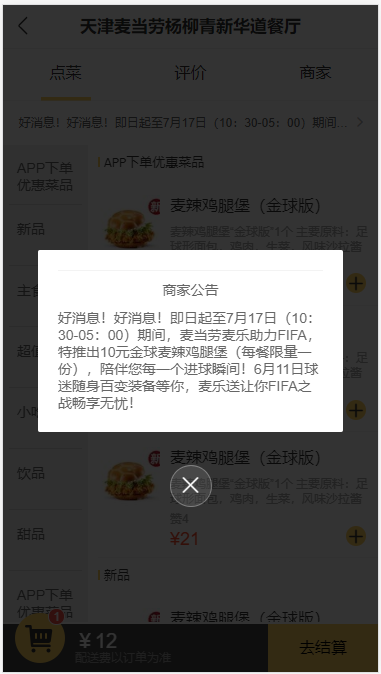 天津麦当劳杨柳青新华道餐厅
点菜 评价 商家
好消息！好消息！即日起至7月17日（10：30-05：00）期间...
APP下单
优惠菜品
新品
主食
超值
小吃
饮品
甜品
APP下单
优惠菜品
APP下单优惠菜品
麦辣鸡腿堡（金球版）
麦辣鸡腿堡“金球版”1个 主要原料：足
球形面包，鸡肉，生菜，风味沙拉酱
商家公告
好消息！好消息！即日起至7月17日（10：
30-05：00）期间，麦当劳麦乐助力FIFA，
特推出10元金球麦辣鸡腿堡（每餐限量一
份），陪伴您每一个进球瞬间！6月11日球
迷随身百变装备等你，麦乐送让你FIFA之
战畅享无忧！
麦辣鸡腿堡（金球版）
麦辣鸡腿堡“金球版”1个 主要原料：足
球形面包，鸡肉，生菜，风味沙拉酱
赞4
¥21
新品
麦辣鸡腿堡（金球版）
1
¥12
配送费以订单为准
去结算